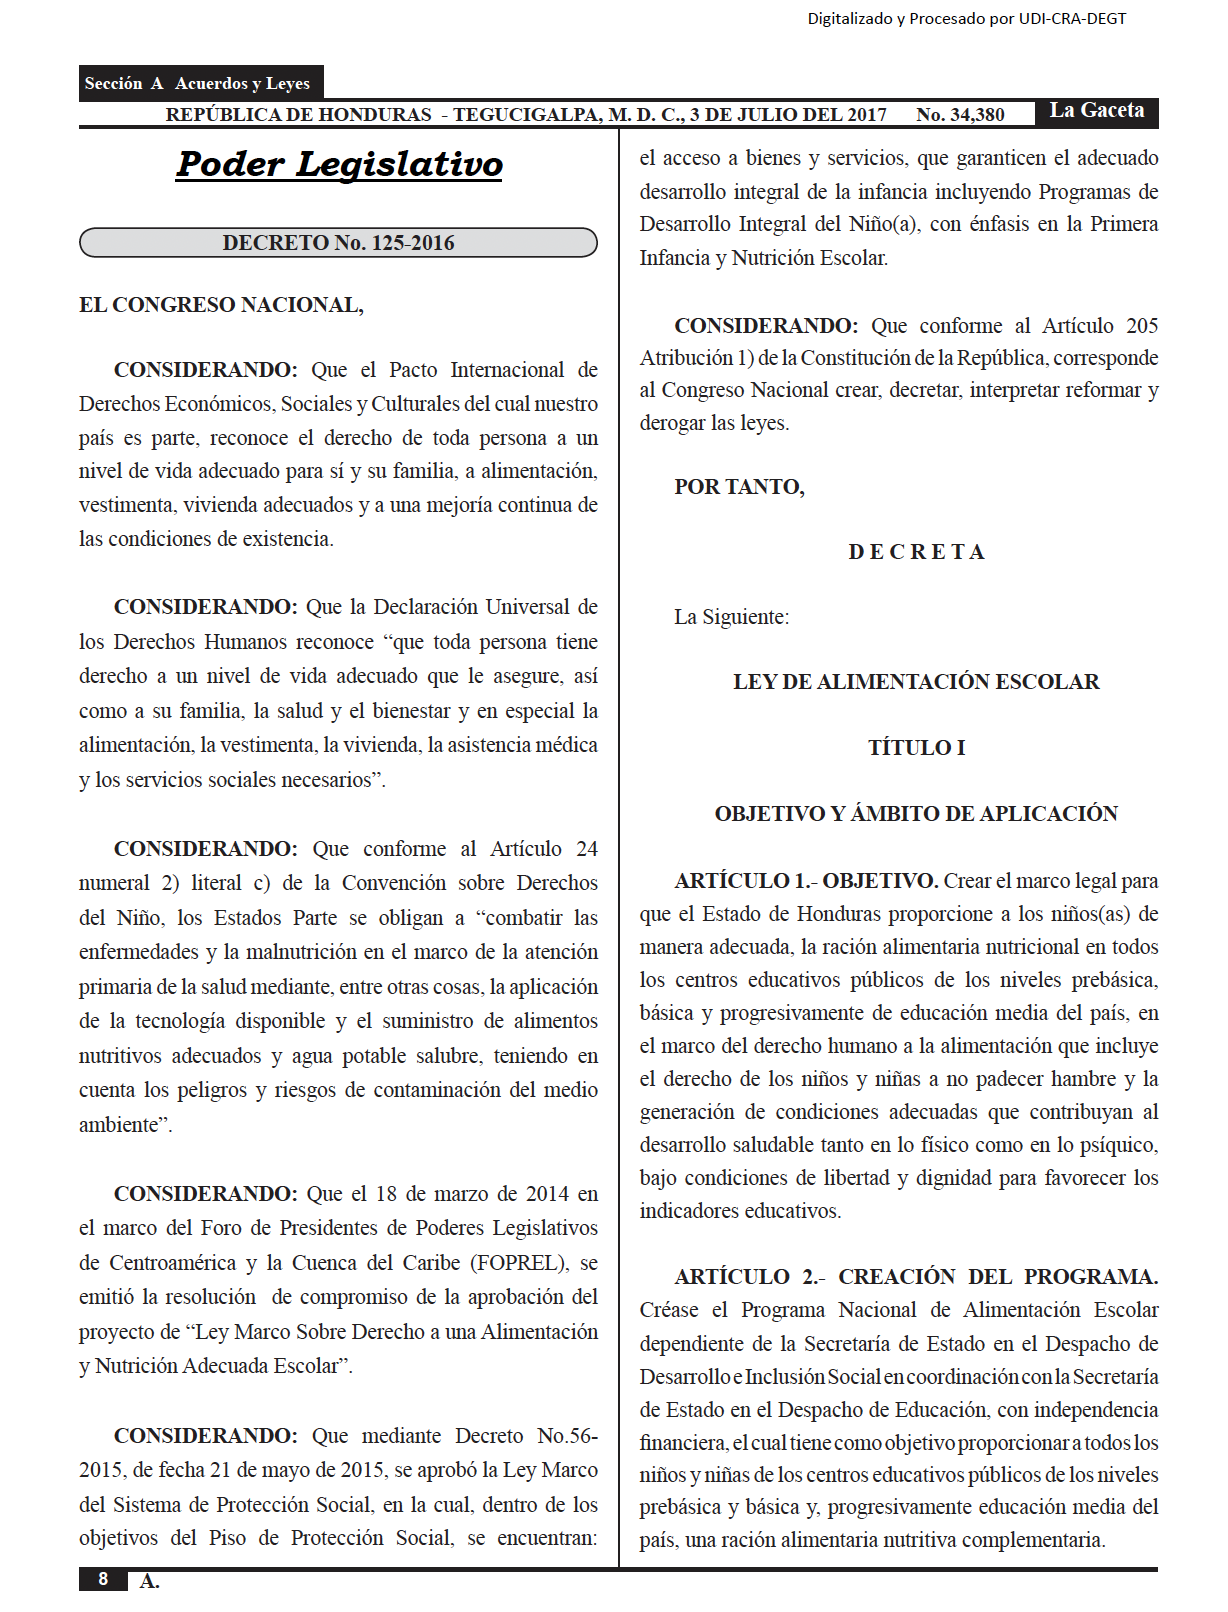 Digitalizado y Procesado por UDI-CRA-DEGT
Sección A Acuerdos y Leyes
REPÚBLICA DE HONDURAS - TEGUCIGALPA, M. D. C., 3 DE JULIO DEL 2017 No. 34,380
La Gaceta
Poder Legislativo
DECRETO No. 125-2016
EL CONGRESO NACIONAL,
CONSIDERANDO: Que el Pacto Internacional de
Derechos Económicos, Sociales y Culturales del cual nuestro
país es parte, reconoce el derecho de toda persona a un
nivel de vida adecuado para sí y su familia, a alimentación,
vestimenta, vivienda adecuados y a una mejoría continua de
las condiciones de existencia.
CONSIDERANDO: Que la Declaración Universal de
los Derechos Humanos reconoce “que toda persona tiene
derecho a un nivel de vida adecuado que le asegure, así
como a su familia, la salud y el bienestar y en especial la
alimentación, la vestimenta, la vivienda, la asistencia médica
y los servicios sociales necesarios”.
CONSIDERANDO: Que conforme al Artículo 24
numeral 2) literal c) de la Convención sobre Derechos
del Niño, los Estados Parte se obligan a “combatir las
enfermedades y la malnutrición en el marco de la atención
primaria de la salud mediante, entre otras cosas, la aplicación
de la tecnología disponible y el suministro de alimentos
nutritivos adecuados y agua potable salubre, teniendo en
cuenta los peligros y riesgos de contaminación del medio
ambiente”.
CONSIDERANDO: Que el 18 de marzo de 2014 en
el marco del Foro de Presidentes de Poderes Legislativos
de Centroamérica y la Cuenca del Caribe (FOPREL), se
emitió la resolución de compromiso de la aprobación del
proyecto de “Ley Marco Sobre Derecho a una Alimentación
y Nutrición Adecuada Escolar”.
CONSIDERANDO: Que mediante Decreto No.56-
2015, de fecha 21 de mayo de 2015, se aprobó la Ley Marco
del Sistema de Protección Social, en la cual, dentro de los
objetivos del Piso de Protección Social, se encuentran:
el acceso a bienes y servicios, que garanticen el adecuado
desarrollo integral de la infancia incluyendo Programas de
Desarrollo Integral del Niño(a), con énfasis en la Primera
Infancia y Nutrición Escolar.
CONSIDERANDO: Que conforme al Artículo 205
Atribución 1) de la Constitución de la República, corresponde
al Congreso Nacional crear, decretar, interpretar reformar y
derogar las leyes.
POR TANTO,
D E C R E T A
La Siguiente:
LEY DE ALIMENTACIÓN ESCOLAR
TÍTULO I
OBJETIVO Y ÁMBITO DE APLICACIÓN
ARTÍCULO 1.- OBJETIVO. Crear el marco legal para
que el Estado de Honduras proporcione a los niños(as) de
manera adecuada, la ración alimentaria nutricional en todos
los centros educativos públicos de los niveles prebásica,
básica y progresivamente de educación media del país, en
el marco del derecho humano a la alimentación que incluye
el derecho de los niños y niñas a no padecer hambre y la
generación de condiciones adecuadas que contribuyan al
desarrollo saludable tanto en lo físico como en lo psíquico,
bajo condiciones de libertad y dignidad para favorecer los
indicadores educativos.
ARTÍCULO 2.- CREACIÓN DEL PROGRAMA.
Créase el Programa Nacional de Alimentación Escolar
dependiente de la Secretaría de Estado en el Despacho de
Desarrollo e Inclusión Social en coordinación con la Secretaría
de Estado en el Despacho de Educación, con independencia
financiera, el cual tiene como objetivo proporcionar a todos los
niños y niñas de los centros educativos públicos de los niveles
prebásica y básica y, progresivamente educación media del
país, una ración alimentaria nutritiva complementaria.
8 A.